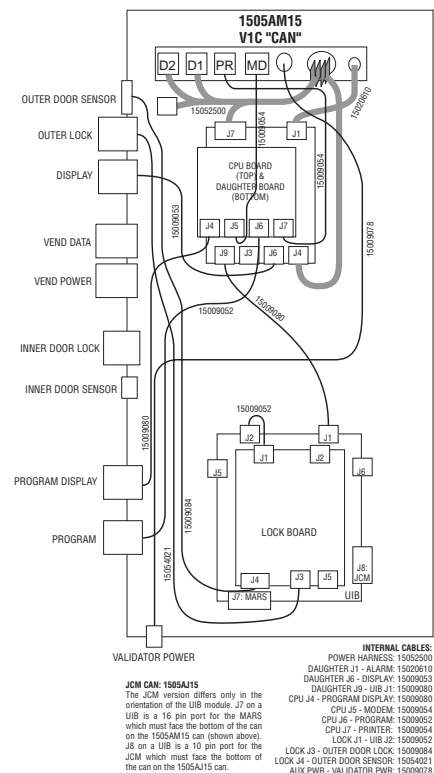 1505AM15
V1C "CAN"
D2
D1
PR
MD
OUTER DOOR SENSOR
15052500
15009054
15020610
OUTER LOCK
J7
J1
DISPLAY
CPU BOARD
(TOP) &
DAUGHTER BOARD
(BOTTOM)
15009054
15009053
J4
J5
J6
J7
VEND DATA
J9
J3
J6
J4
15009078
VEND POWER
15009052
15009080
INNER DOOR LOCK
INNER DOOR SENSOR
15009052
15009080
J2
J1
J1
J2
J5
J6
PROGRAM DISPLAY
15009084
PROGRAM
LOCK BOARD
15054021
J4
J3
J5
J8:
JCM
J7: MARS
UIB
VALIDATOR POWER
JCM CAN: 1505AJ15
The JCM version differs only in the
orientation of the UIB module. J7 on a
UIB is a 16 pin port for the MARS
which must face the bottom of the can
on the 1505AM15 can (shown above).
J8 on a UIB is a 10 pin port for the
JCM which must face the bottom of
the can on the 1505AJ15 can.
INTERNAL CABLES:
POWER HARNESS: 15052500
DAUGHTER J1 - ALARM: 15020610
DAUGHTER J6 - DISPLAY: 15009053
DAUGHTER J9 - UIB J1: 15009080
CPU J4 - PROGRAM DISPLAY: 15009080
CPU J5 - MODEM: 15009054
CPU J6 - PROGRAM: 15009052
CPU J7 - PRINTER: 15009054
LOCK J1 - UIB J2: 15009052
LOCK J3 - OUTER DOOR LOCK: 15009084
LOCK J4 - OUTER DOOR SENSOR: 15054021
AUX PWR - VALIDATOR PWR: 15009078